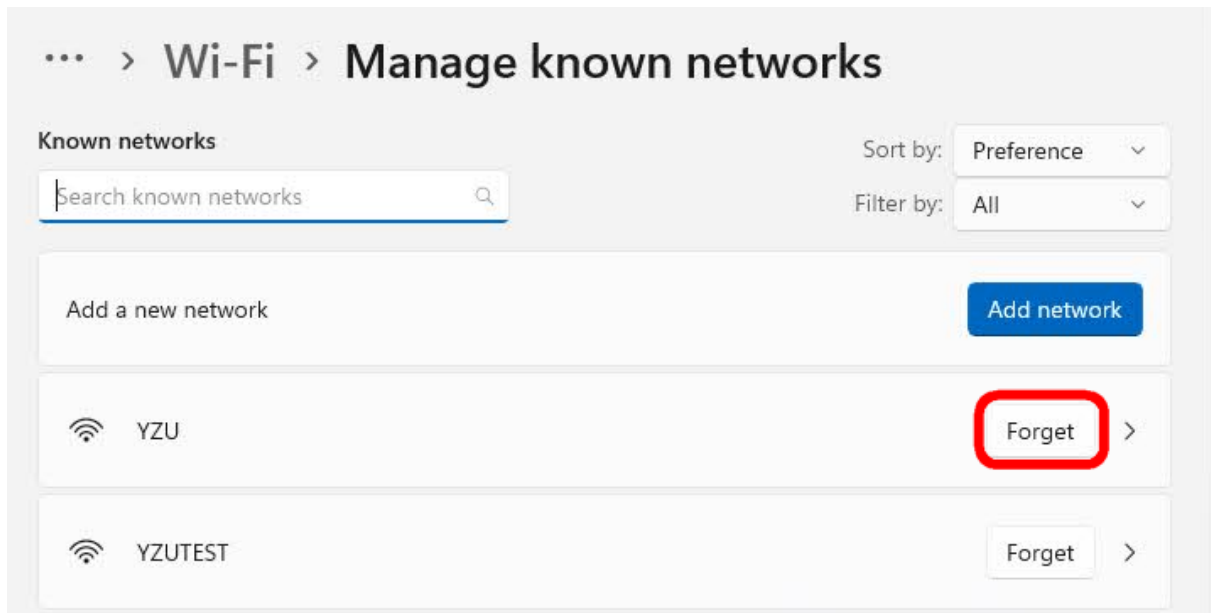 ··· > Wi-Fi > Manage known networks
Known networks
Sort by: Preference
Search known networks
Filter by: All
Add a new network Add network
YZU Forget
YZUTEST Forget